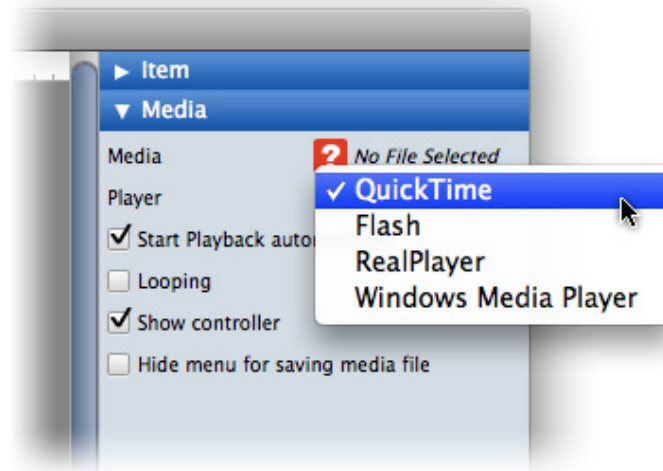 Item
Media
Media ? No File Selected
Player
✓ QuickTime
Flash
RealPlayer
Windows Media Player
Start Playback auto
Looping
Show controller
Hide menu for saving media file